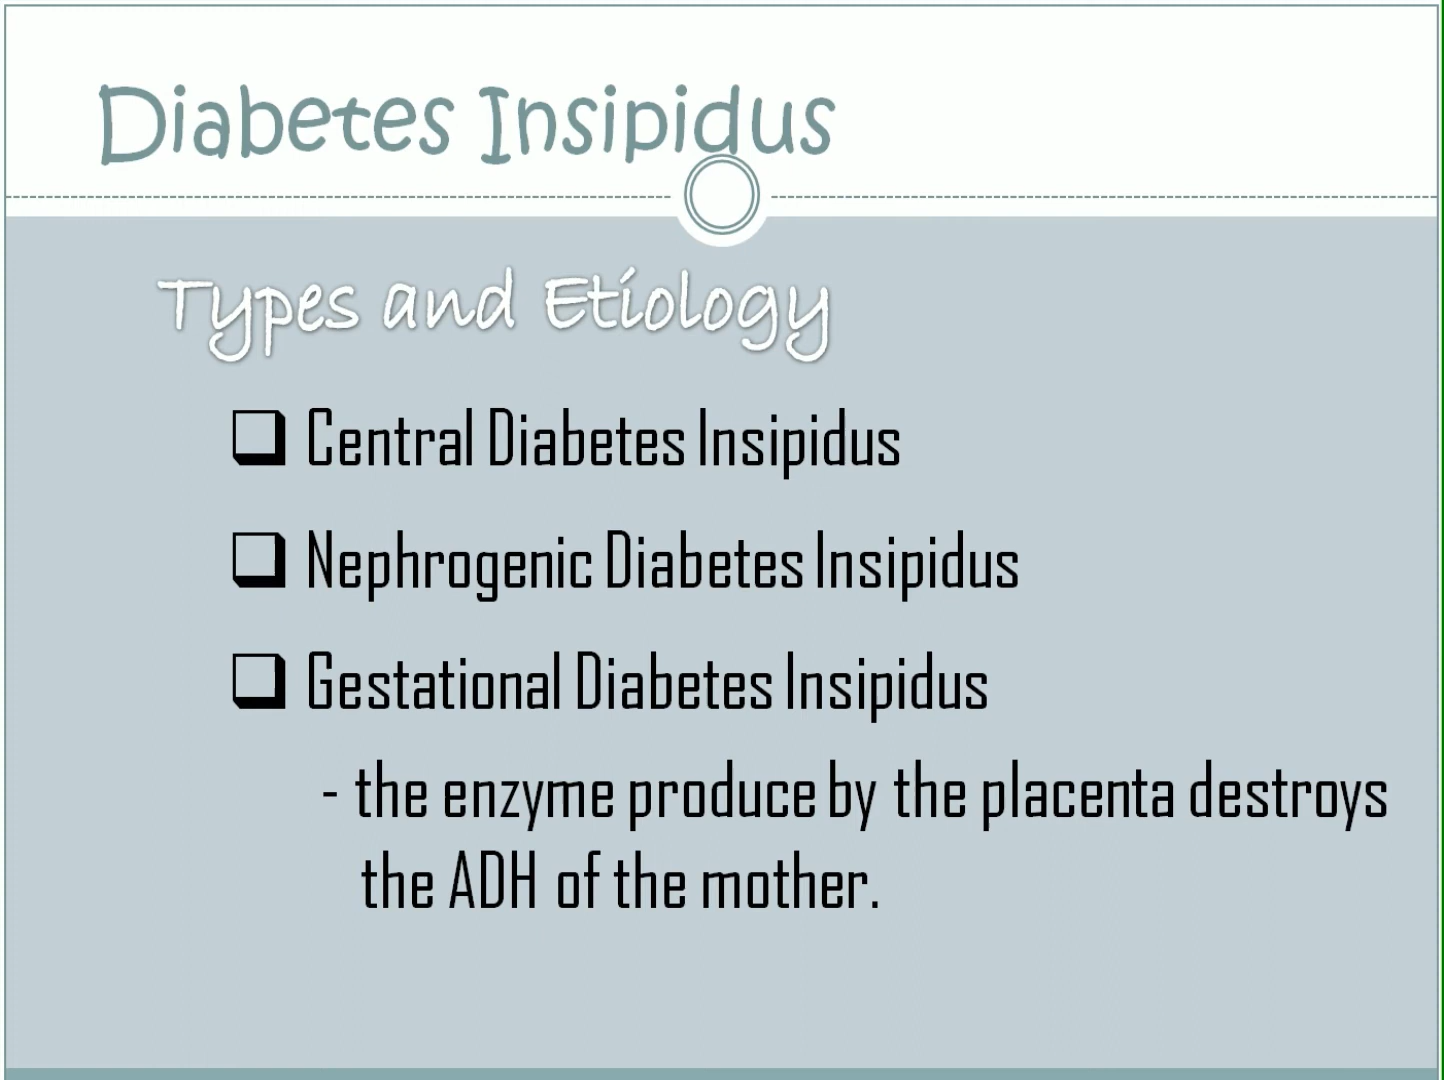 Diabetes Insipidus
Types and Etiology
❑ Central Diabetes Insipidus
❑ Nephrogenic Diabetes Insipidus
❑ Gestational Diabetes Insipidus
- the enzyme produce by the placenta destroys
the ADH of the mother.